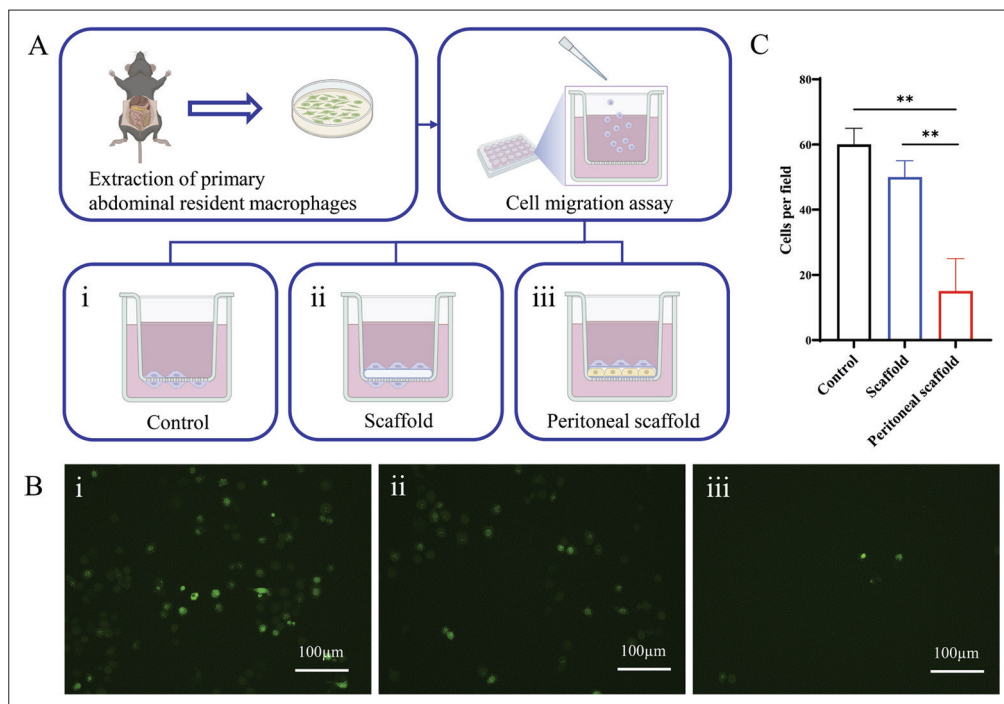 A
Extraction of primary
abdominal resident macrophages
Cell migration assay
i
Control
ii
Scaffold
iii
Peritoneal scaffold
C
Cells per field
80
60
40
20
0
**
**
Control
Scaffold
Peritoneal scaffold
B
i
100μm
ii
100μm
iii
100μm